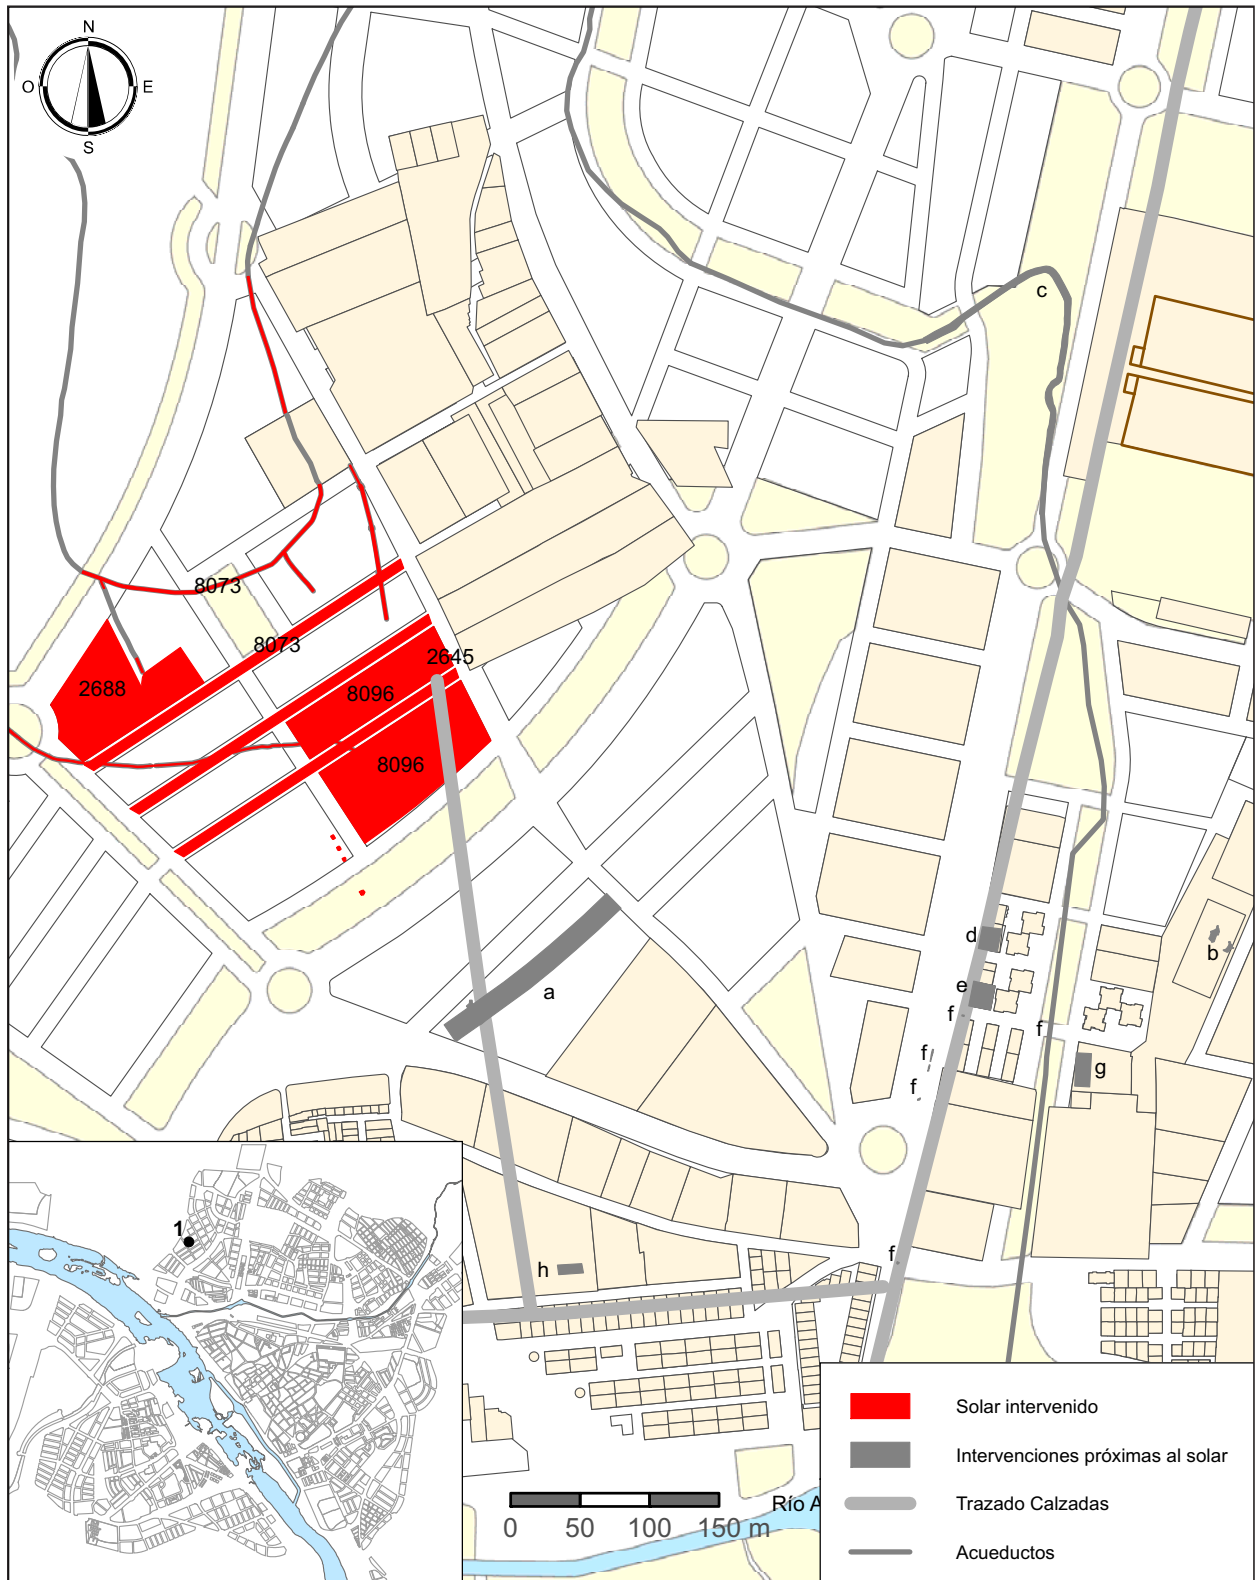 N
O
E
S
c
8073
8073
2645
2688
8096
8096
d
b
a
e
f
f
f
g
f
1
f
h
Solar intervenido
Intervenciones próximas al solar
Trazado Calzadas
Acueductos
Río A
0 50 100 150 m